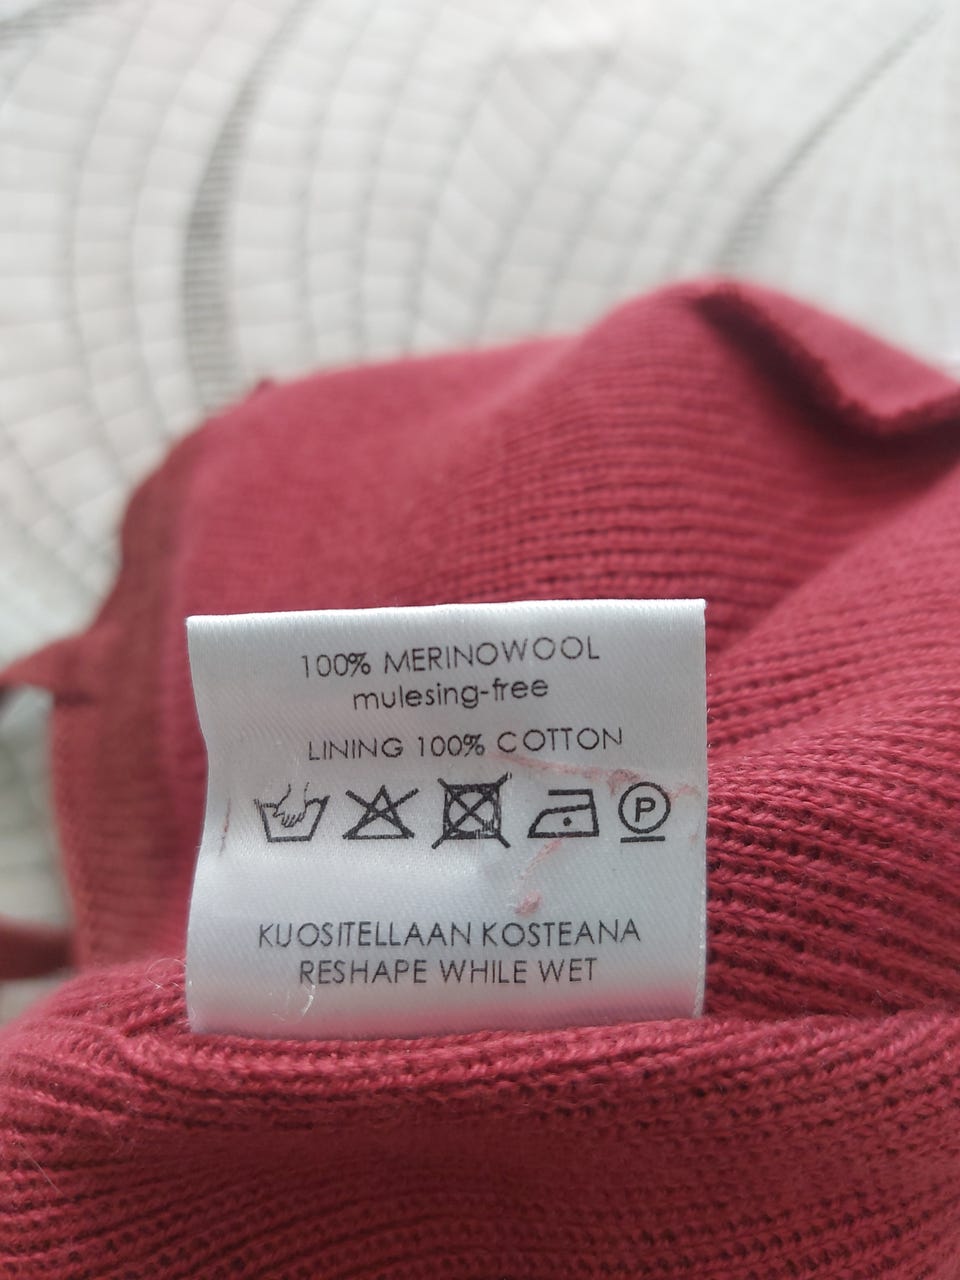 100% MERINOWOOL
mulesing-free
LINING 100% COTTON
P
KUOSITELLAAN KOSTEANA
RESHAPE WHILE WET